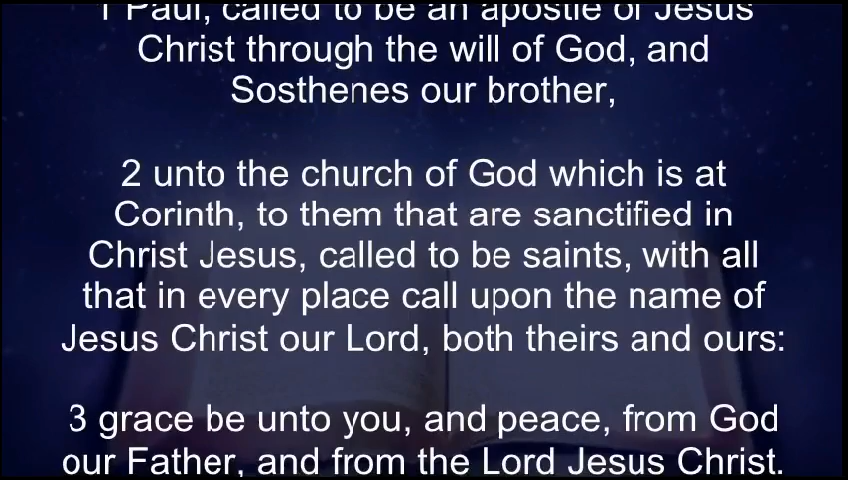 1 Paul, called to be an apostle of Jesus
Christ through the will of God, and
Sosthenes our brother,
2 unto the church of God which is at
Corinth, to them that are sanctified in
Christ Jesus, called to be saints, with all
that in every place call upon the name of
Jesus Christ our Lord, both theirs and ours:
3 grace be unto you, and peace, from God
our Father, and from the Lord Jesus Christ.